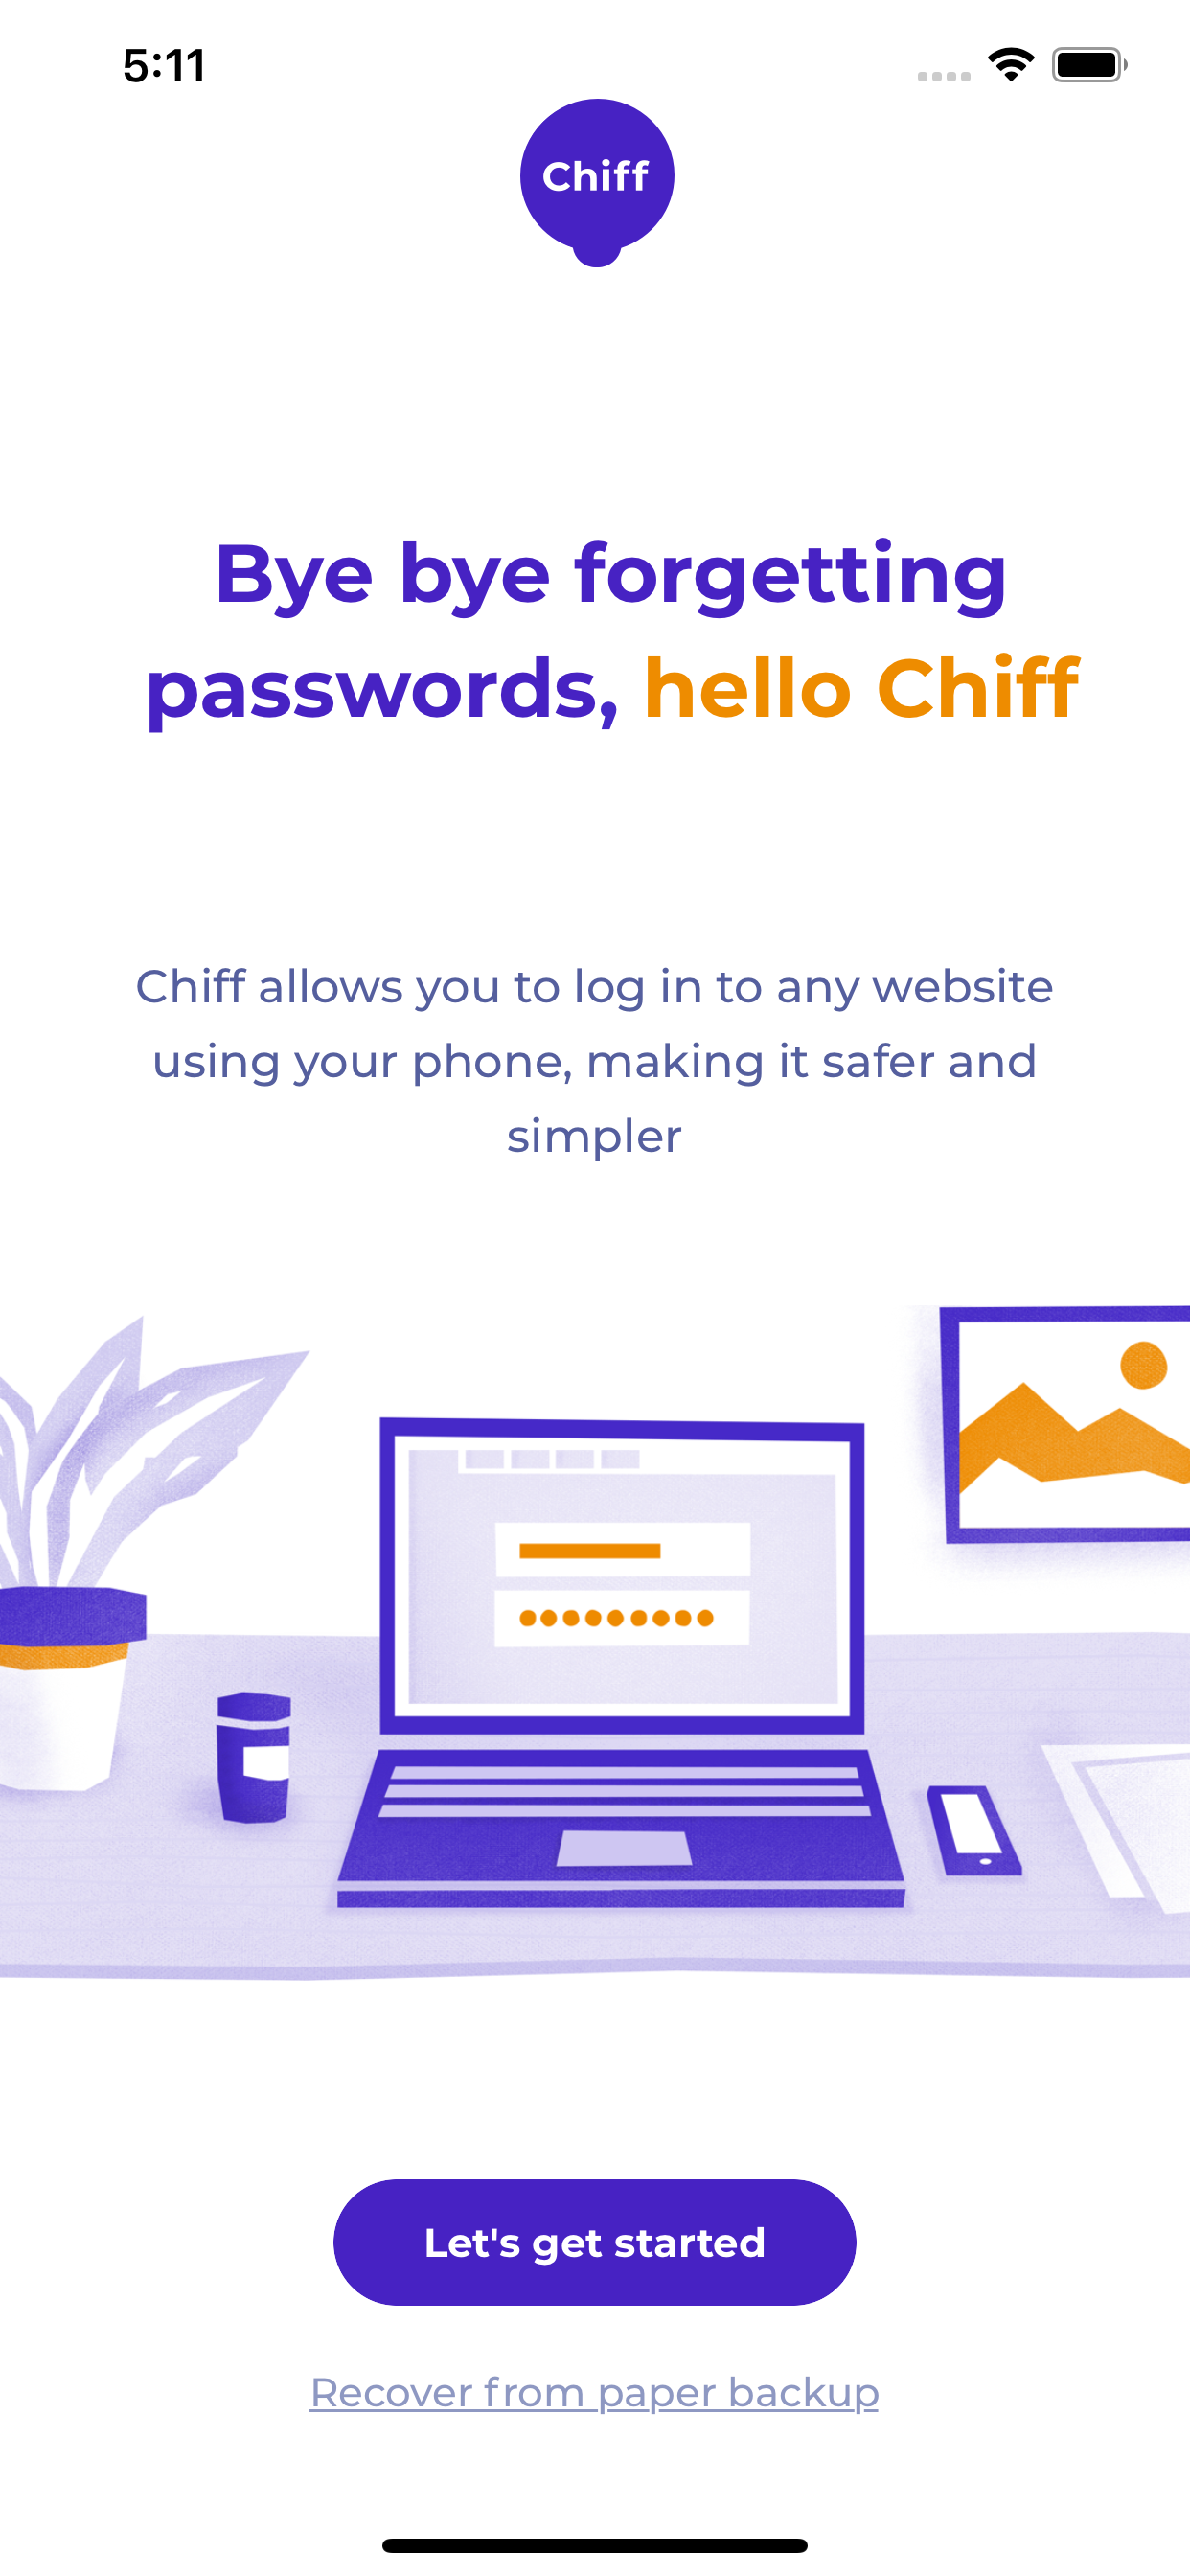 5:11
Chiff
Bye bye forgetting
passwords, hello Chiff
Chiff allows you to log in to any website
using your phone, making it safer and
simpler
Let's get started
Recover from paper backup